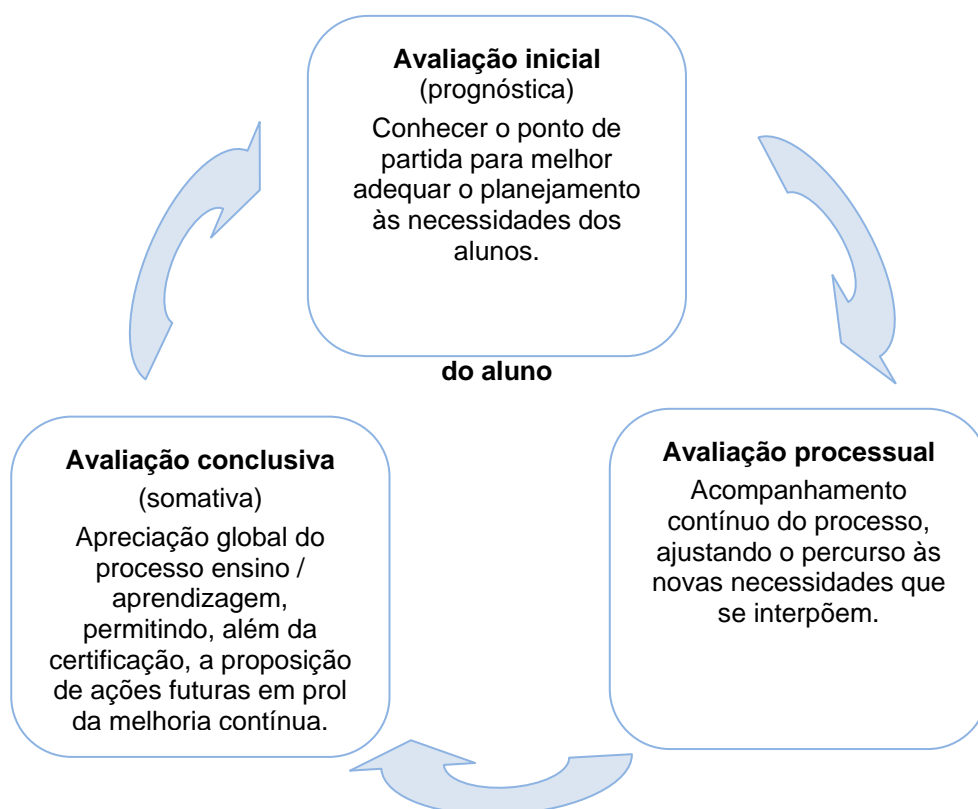 Avaliação inicial
(prognóstica)
Conhecer o ponto de
partida para melhor
adequar o planejamento
às necessidades dos
alunos.
do aluno
Avaliação conclusiva
(somativa)
Apreciação global do
processo ensino /
aprendizagem,
permitindo, além da
certificação, a proposição
de ações futuras em prol
da melhoria contínua.
Avaliação processual
Acompanhamento
contínuo do processo,
ajustando o percurso às
novas necessidades que
se interpõem.